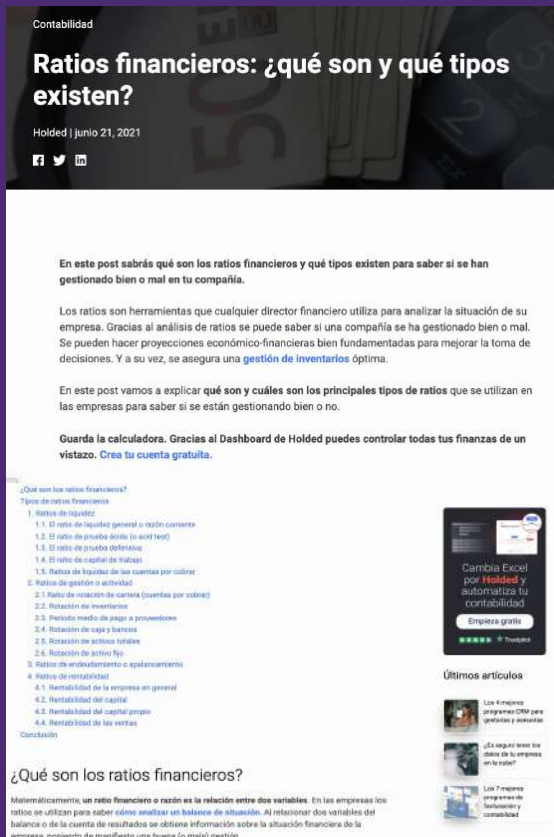 Contabilidad
Ratios financieros: ¿qué son y qué tipos
existen?
Holded | junio 21, 2021
En este post sabrás qué son los ratios financieros y qué tipos existen para saber si se han
gestionado bien o mal en tu compañía.
Los ratios son herramientas que cualquier director financiero utiliza para analizar la situación de su
empresa. Gracias al análisis de ratios se puede saber si una compañía se ha gestionado bien o mal.
Se pueden hacer proyecciones económico-financieras bien fundamentadas para mejorar la toma de
decisiones. Y a su vez, se asegura una gestión de inventarios óptima.
En este post vamos a explicar qué son y cuáles son los principales tipos de ratios que se utilizan en
las empresas para saber si se están gestionando bien o no.
Guarda la calculadora. Gracias al Dashboard de Holded puedes controlar todas tus finanzas de un
vistazo. Crea tu cuenta gratuita.
¿Qué son los ratios financieros?
Tipos de ratios financieros
1. Ratios de liquidez
1.1. El ratio de liquidez general o razón corriente
1.2. El ratio de prueba ácida (o acid test)
1.3. El ratio de prueba defensiva
1.4. El ratio de capital de trabajo
1.5. Ratios de liquidez de las cuentas por cobrar
2. Ratios de gestión o actividad
2.1 Ratio de rotación de cartera (cuentas por cobrar)
2.2. Rotación de inventarios
2.3. Periodo medio de pago a proveedores
2.4. Rotación de caja y bancos
2.5. Rotación de activos totales
2.6. Rotación de activo fijo
3. Ratios de endeudamiento o apalancamiento
4. Ratios de rentabilidad
4.1. Rentabilidad de la empresa en general
4.2. Rentabilidad del capital
4.3. Rentabilidad del capital propio
4.4. Rentabilidad de las ventas
Conclusión
Cambia Excel
por Holded y
automatiza tu
contabilidad
Empieza gratis
Trustpilot
Últimos artículos
Los 4 mejores
programas CRM para
gestorías y asesorías
¿Es seguro tener los
datos de tu empresa
en la nube?
Los 7 mejores
programas de
facturación y
contabilidad
¿Qué son los ratios financieros?
Matemáticamente, un ratio financiero o razón es la relación entre dos variables. En las empresas los
ratios se utilizan para saber cómo analizar un balance de situación. Al relacionar dos variables del
balance o de la cuenta de resultados se obtiene información sobre la situación financiera de la
empresa, poniendo de manifiesto una buena (o mala) gestión.